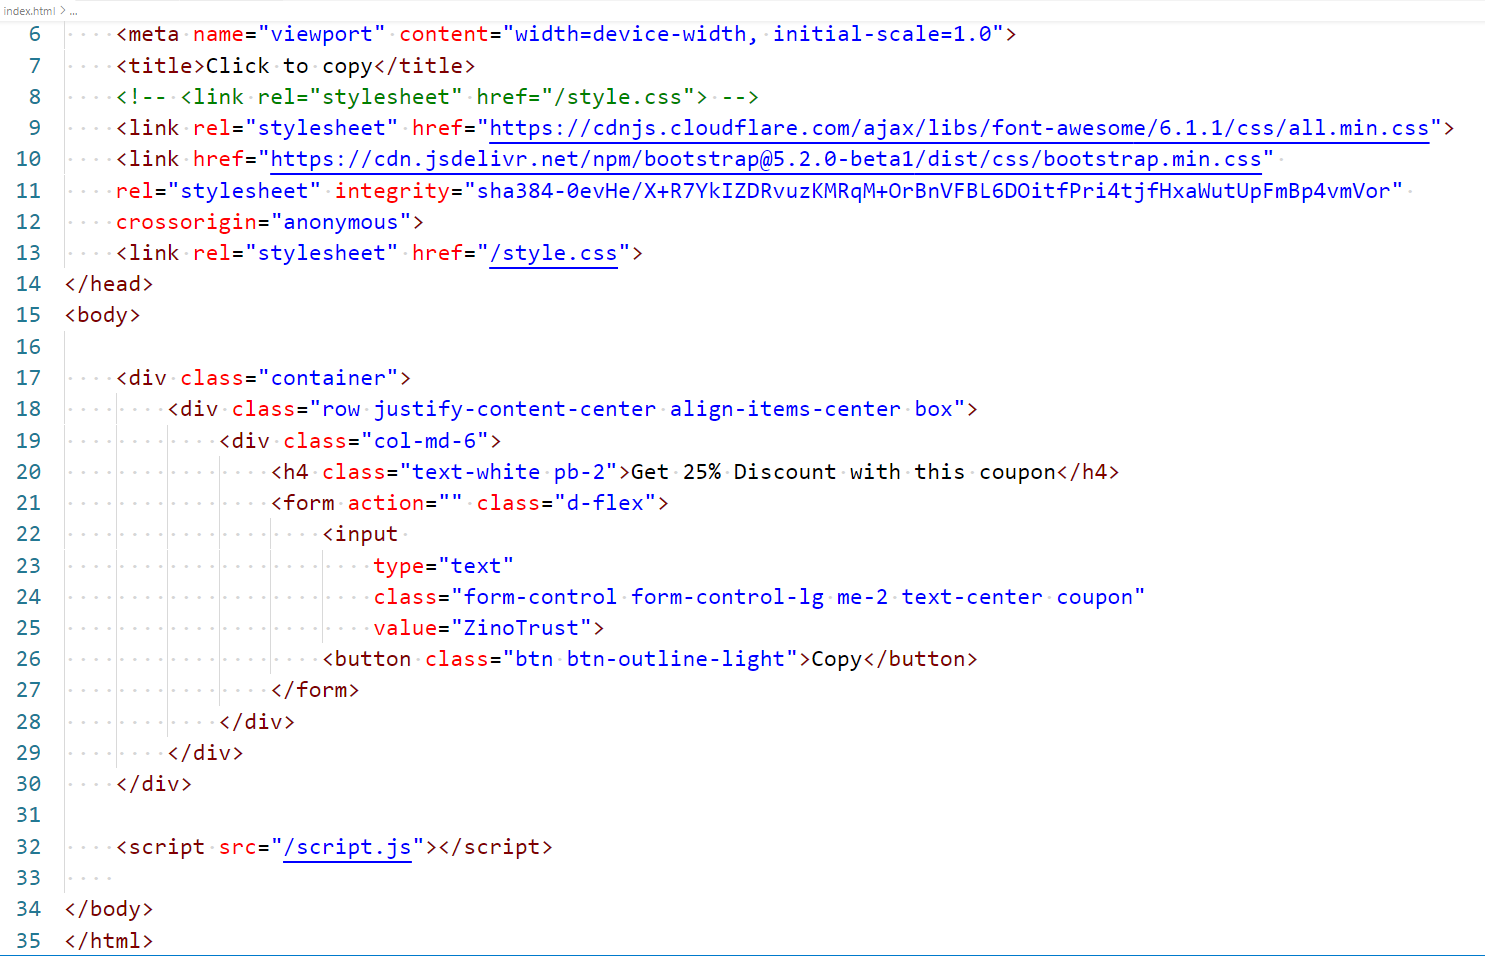 index.html > ...
6 <meta name="viewport" content="width=device-width, initial-scale=1.0">
7 <title>Click to copy</title>
8 <!-- <link rel="stylesheet" href="/style.css"> -->
9 <link rel="stylesheet" href="https://cdnjs.cloudflare.com/ajax/libs/font-awesome/6.1.1/css/all.min.css">
10 <link href="https://cdn.jsdelivr.net/npm/bootstrap@5.2.0-beta1/dist/css/bootstrap.min.css"
11 rel="stylesheet" integrity="sha384-0evHe/X+R7YkIZDRvuzKMRqM+OrBnVFBL6DOitfPri4tjfHxaWutUpFmBp4vmVor"
12 crossorigin="anonymous">
13 <link rel="stylesheet" href="/style.css">
14 </head>
15 <body>
16
17 <div class="container">
18 <div class="row justify-content-center align-items-center box">
19 <div class="col-md-6">
20 <h4 class="text-white pb-2">Get 25% Discount with this coupon</h4>
21 <form action="" class="d-flex">
22 <input
23 type="text"
24 class="form-control form-control-lg me-2 text-center coupon"
25 value="ZinoTrust">
26 <button class="btn btn-outline-light">Copy</button>
27 </form>
28 </div>
29 </div>
30 </div>
31
32 <script src="/script.js"></script>
33
34 </body>
35 </html>